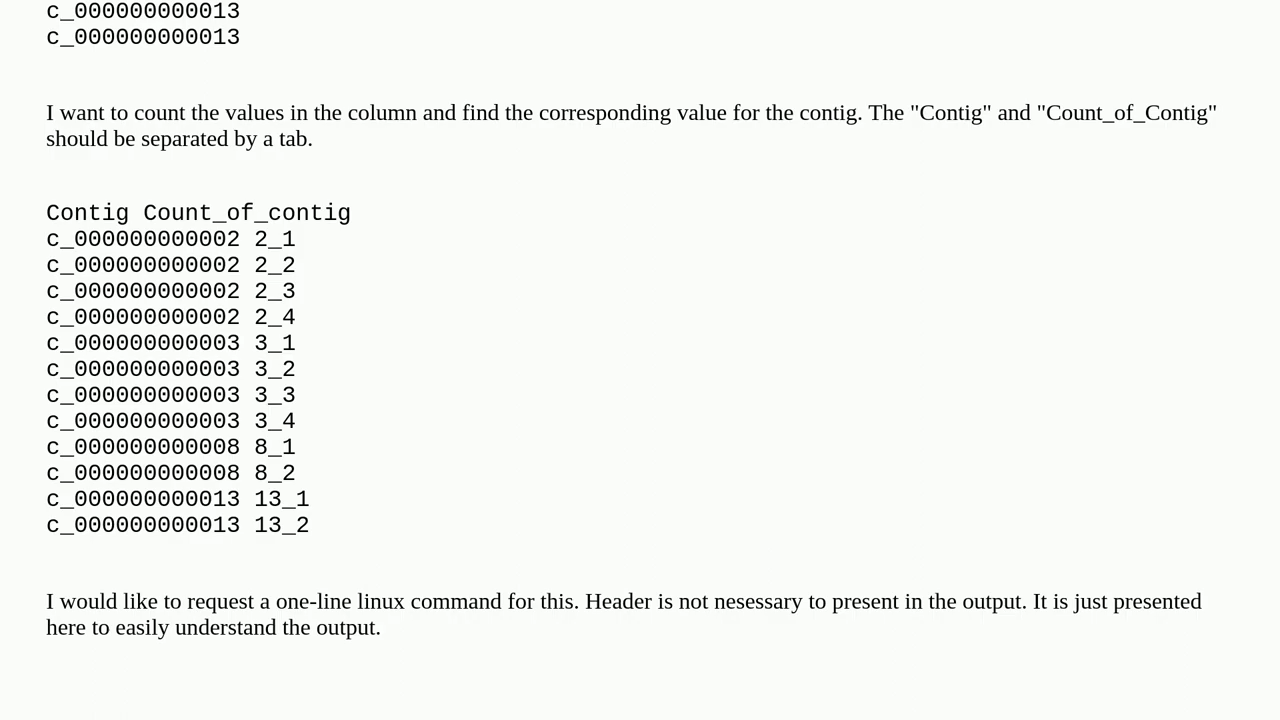 c_000000000013
c_000000000013
I want to count the values in the column and find the corresponding value for the contig. The "Contig" and "Count_of_Contig"
should be separated by a tab.
Contig Count_of_contig
c_000000000002 2_1
c_000000000002 2_2
c_000000000002 2_3
c_000000000002 2_4
c_000000000003 3_1
c_000000000003 3_2
c_000000000003 3_3
c_000000000003 3_4
c_000000000008 8_1
c_000000000008 8_2
c_000000000013 13_1
c_000000000013 13_2
I would like to request a one-line linux command for this. Header is not nesessary to present in the output. It is just presented
here to easily understand the output.